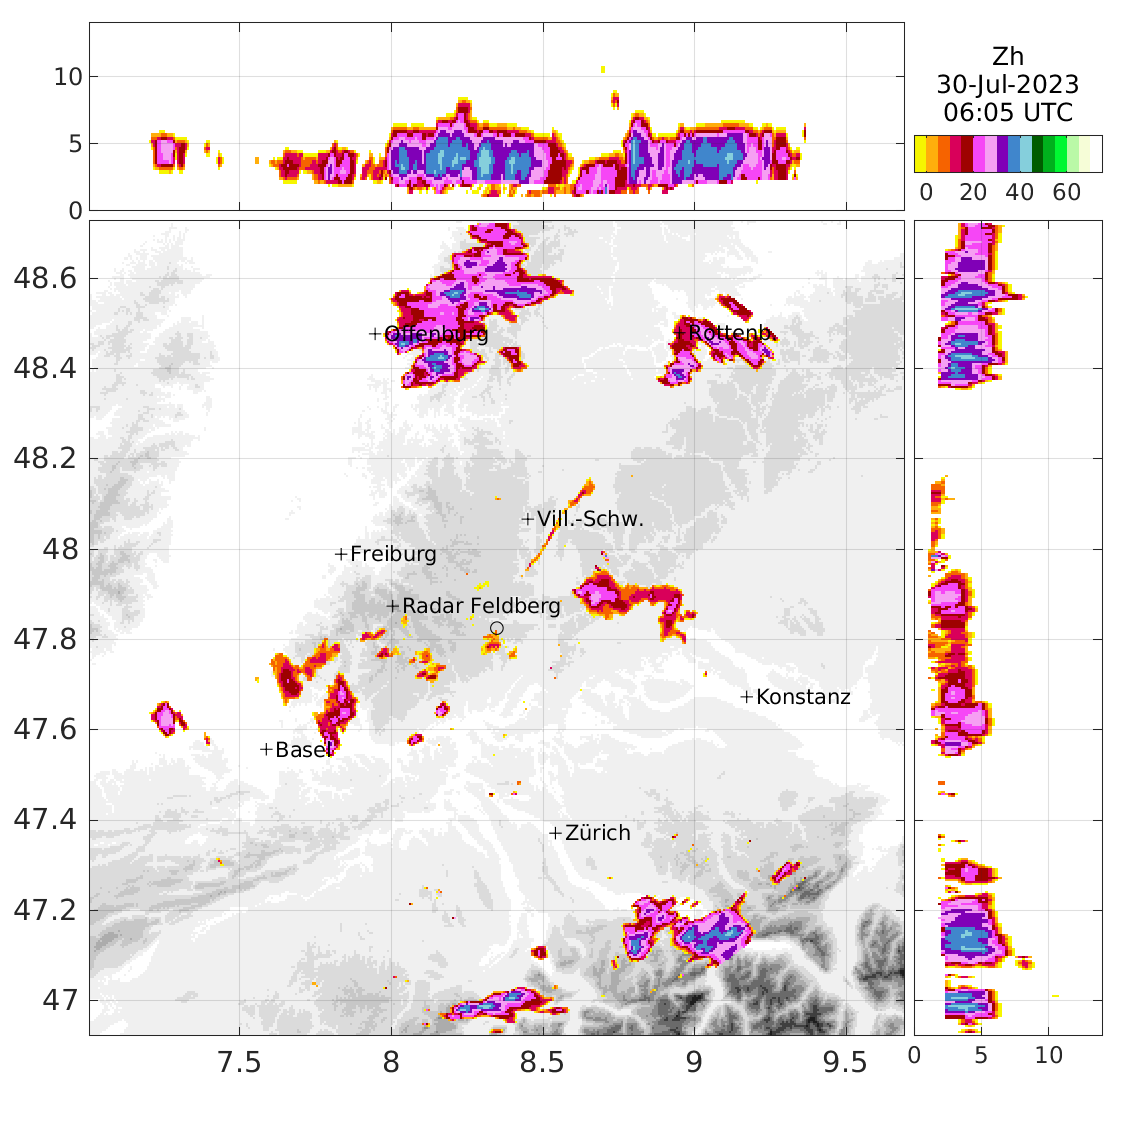 10
5
0
Zh
30-Jul-2023
06:05 UTC
0 20 40 60
48.6
48.4
48.2
48
47.8
47.6
47.4
47.2
47
+Offenburg
+Rottenb.
+Vill.-Schw.
+Freiburg
+Radar Feldberg
+Konstanz
+Basel
+Zürich
7.5 8 8.5 9 9.5
0 5 10